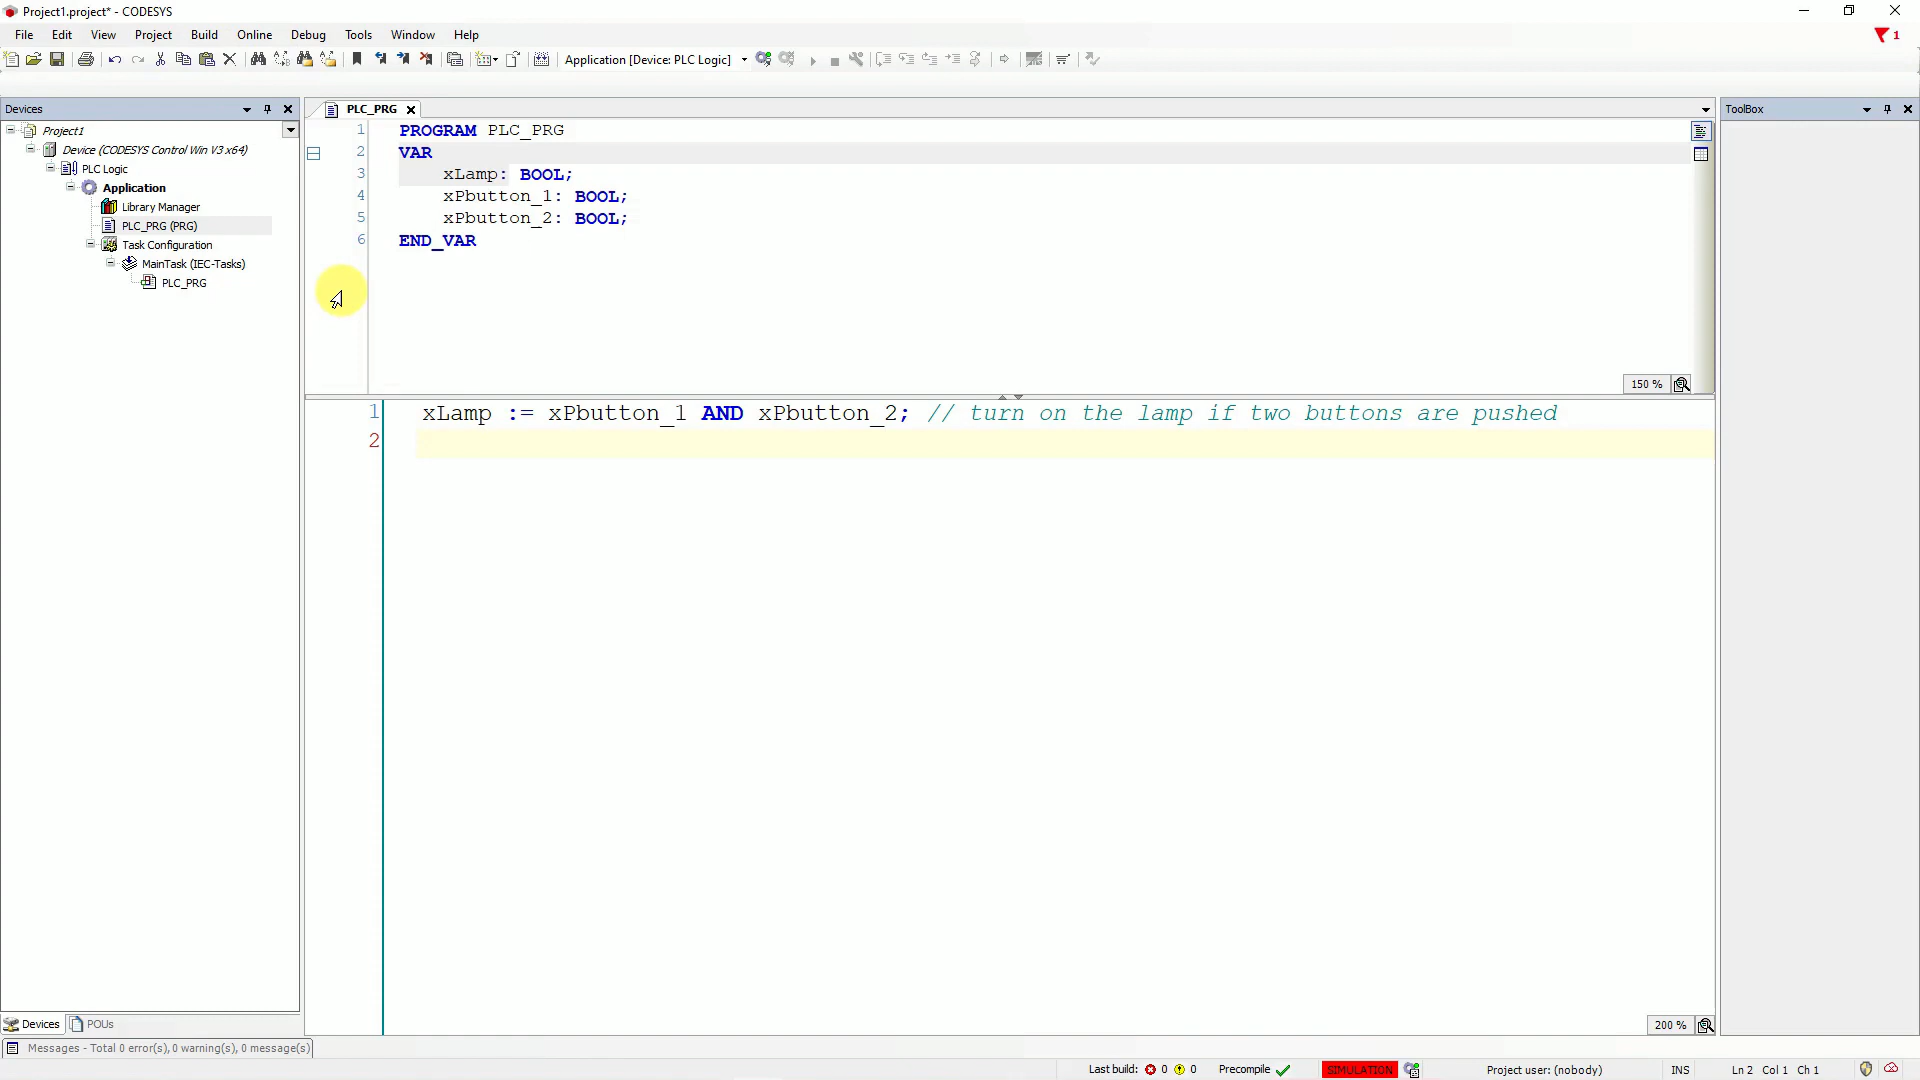 Project1.project* - CODESYS
File Edit View Project Build Online Debug Tools Window Help
1
Application [Device: PLC Logic]
Devices
Project1
Device (CODESYS Control Win V3 x64)
PLC Logic
Application
Library Manager
PLC_PRG (PRG)
Task Configuration
MainTask (IEC-Tasks)
PLC_PRG
Devices POUs
PLC_PRG
1 PROGRAM PLC_PRG
2 VAR
3 xLamp: BOOL;
4 xPbutton_1: BOOL;
5 xPbutton_2: BOOL;
6 END_VAR
150 %
1 xLamp := xPbutton_1 AND xPbutton_2; // turn on the lamp if two buttons are pushed
2
200 %
ToolBox
Messages - Total 0 error(s), 0 warning(s), 0 message(s)
Last build: 0 0 Precompile SIMULATION Project user: (nobody) INS Ln 2 Col 1 Ch 1